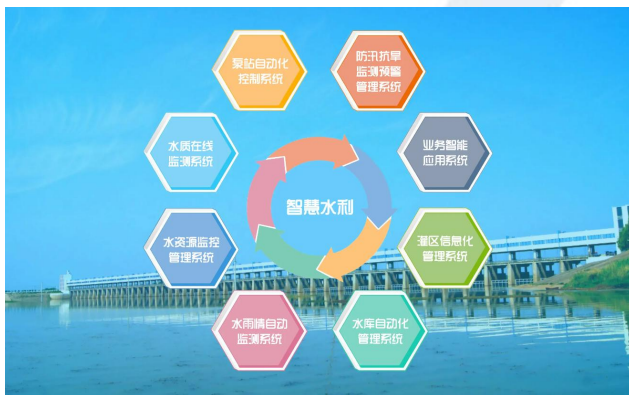 泵站自动化
控制系统
防汛抗旱
监测预警
管理系统
水质在线
监测系统
业务智能
应用系统
智慧水利
水资源监控
管理系统
灌区信息化
管理系统
水雨情自动
监测系统
水库自动化
管理系统